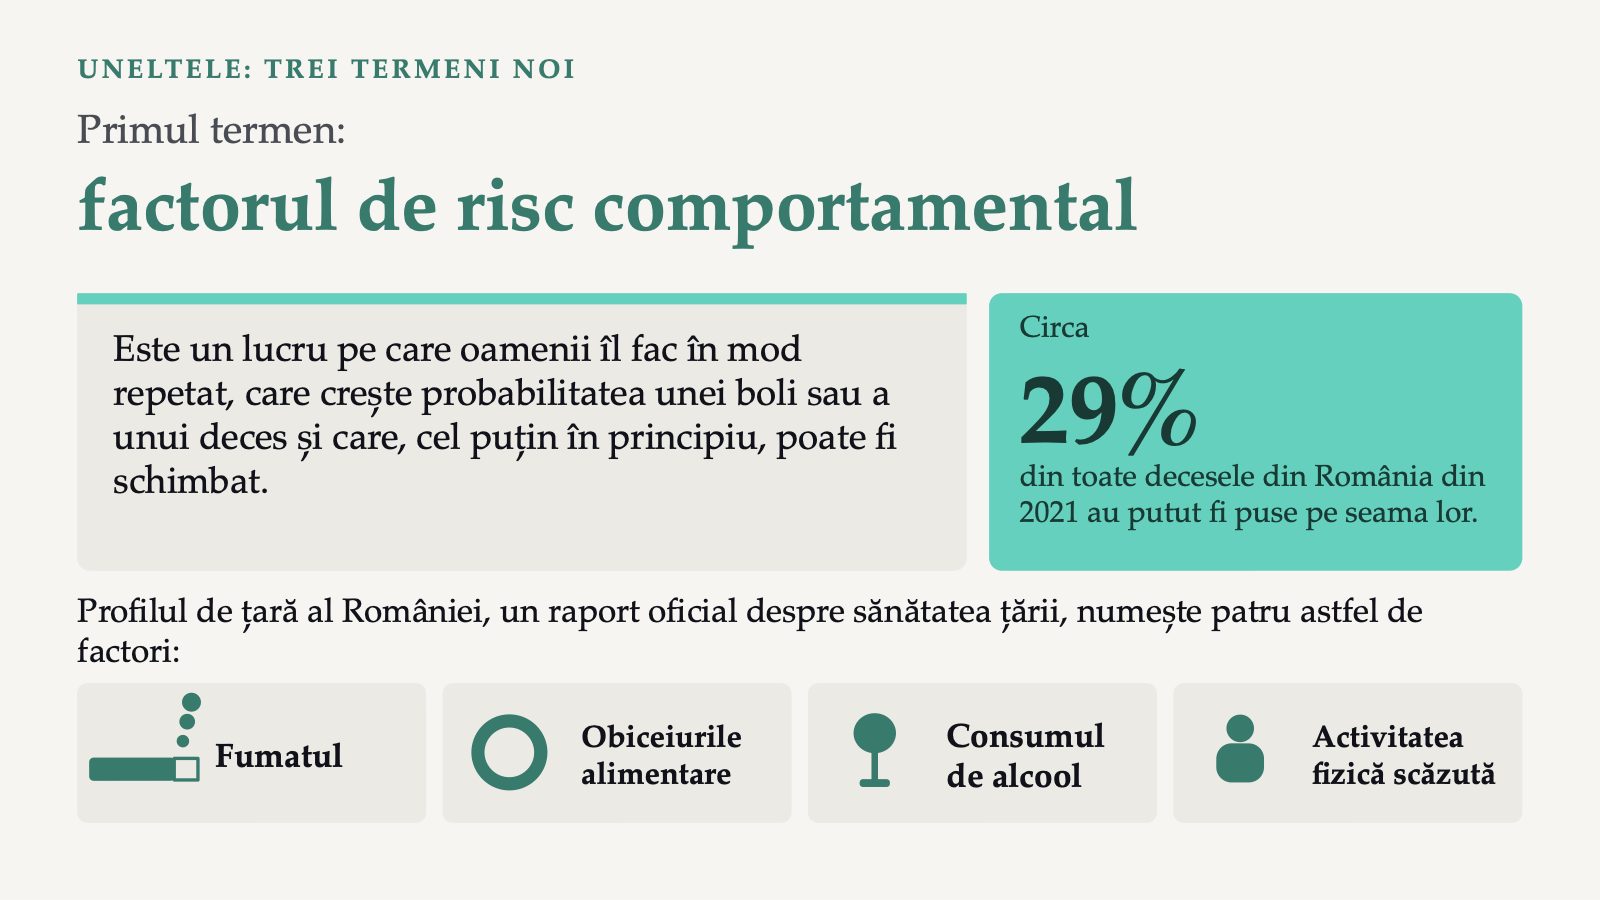 UNELTELE: TREI TERMENI NOI
Primul termen:
factorul de risc comportamental
Este un lucru pe care oamenii îl fac în mod
repetat, care crește probabilitatea unei boli sau a
unui deces și care, cel puțin în principiu, poate fi
schimbat.
Circa
29%
din toate decesele din România din
2021 au putut fi puse pe seama lor.
Profilul de țară al României, un raport oficial despre sănătatea țării, numește patru astfel de
factori:
Fumatul
Obiceiurile
alimentare
Consumul
de alcool
Activitatea
fizică scăzută